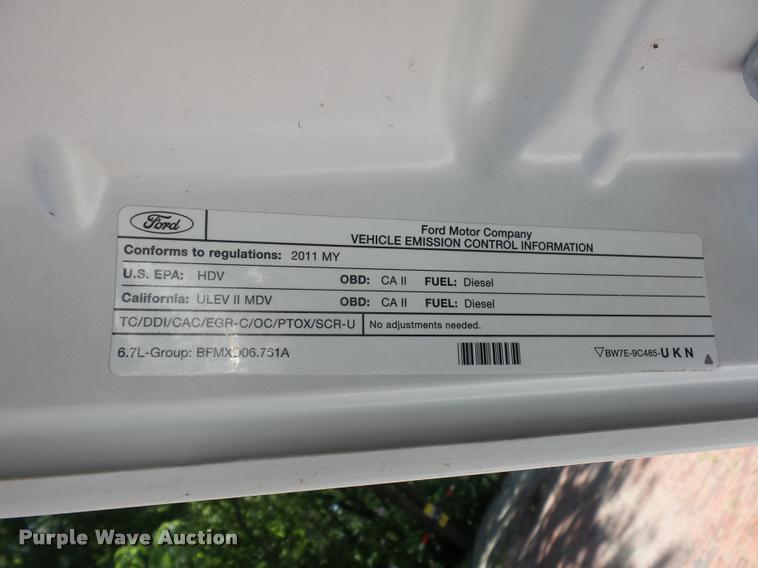 Ford
Ford Motor Company
VEHICLE EMISSION CONTROL INFORMATION
Conforms to regulations: 2011 MY
U.S. EPA: HDV OBD: CA II FUEL: Diesel
California: ULEV II MDV OBD: CA II FUEL: Diesel
TC/DDI/CAC/EGR-C/OC/PTOX/SCR-U No adjustments needed.
6.7L-Group: BW7E-9C485-UKN
Purple Wave Auction